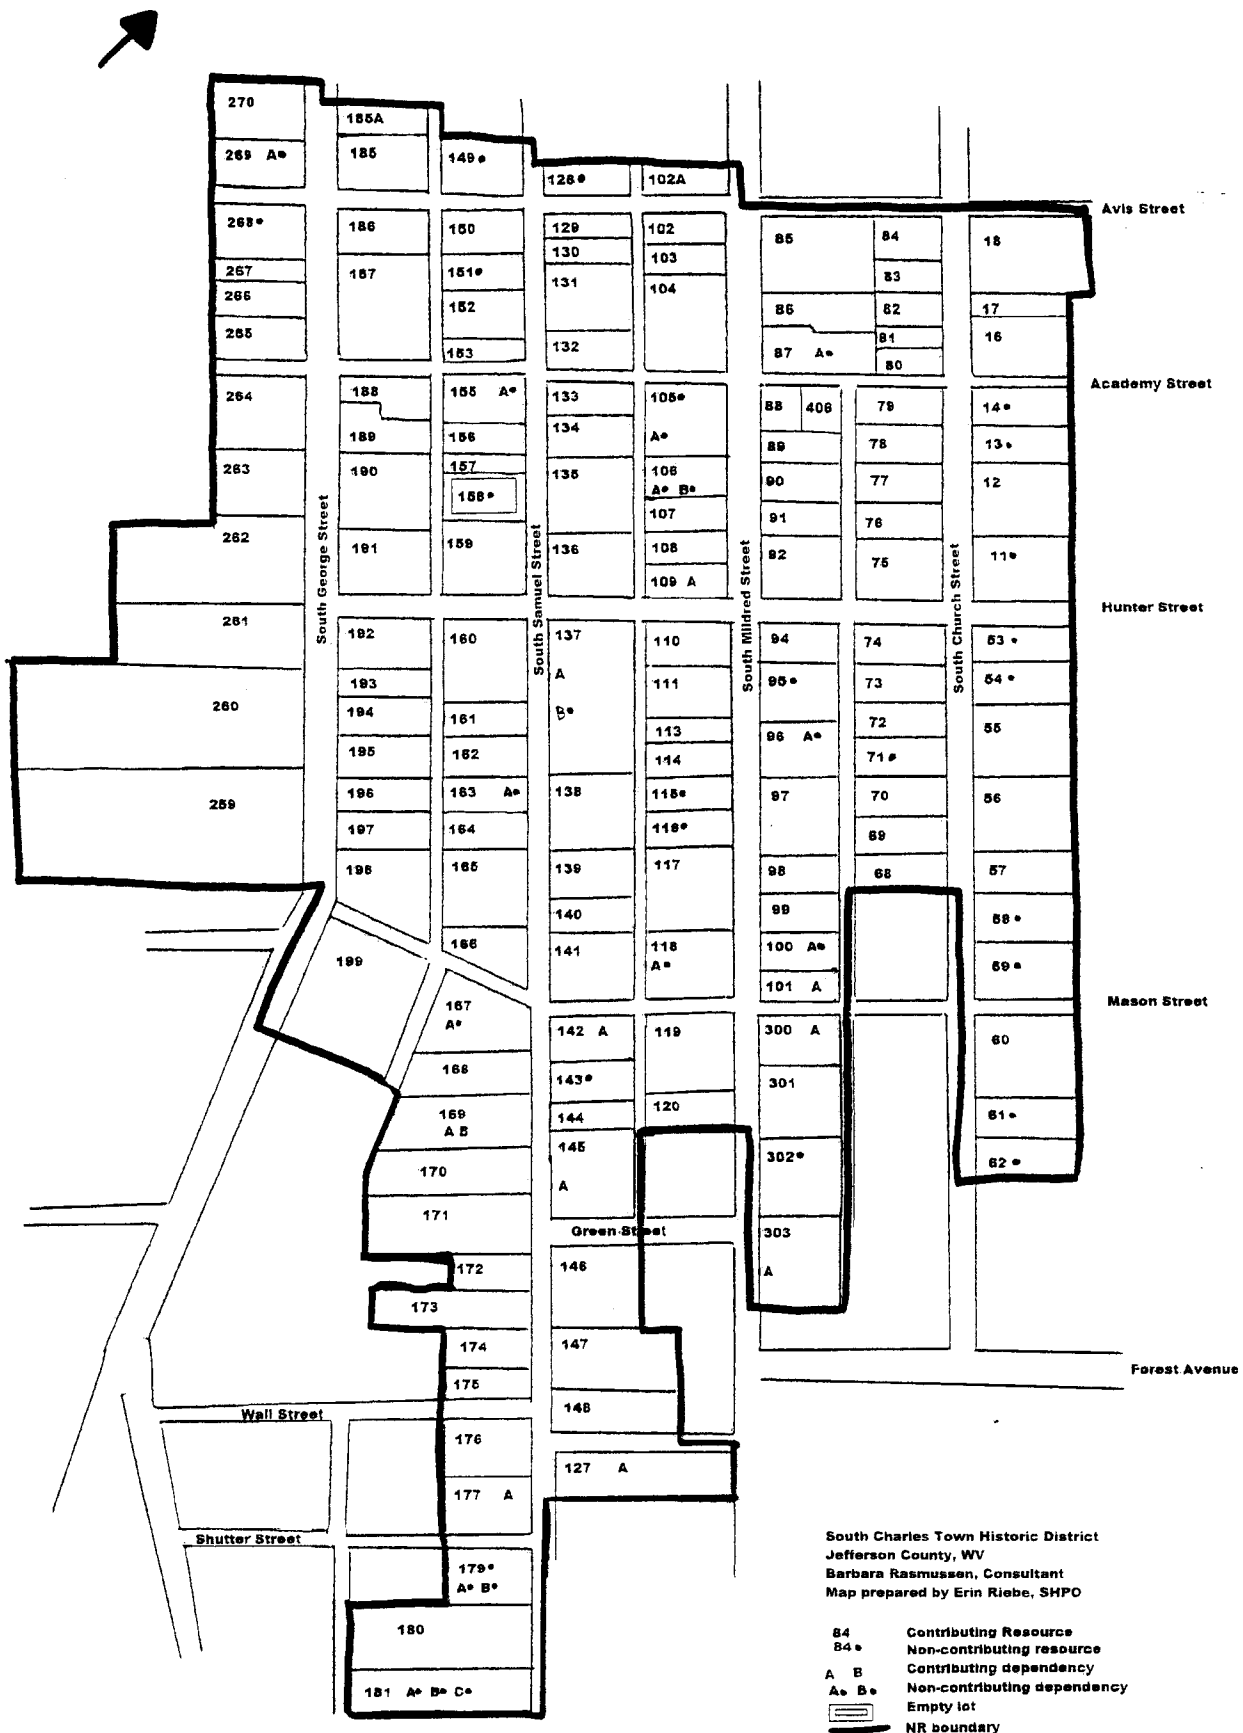 270
269 A•
268•
267
266
265
264
263
262
261
260
259
South George Street
185A
185
186
187
188
189
190
191
192
193
194
195
196
197
198
199
149•
150
151•
152
153
155 A•
156
157
158•
159
160
161
162
163 A•
164
165
166
167
A•
168
169
A B
170
171
172
173
174
175
Wall Street
176
177 A
Shutter Street
179•
A• B•
180
181 A• B• C•
South Samuel Street
128•
129
130
131
132
133
134
135
136
137
A
B•
138
139
140
141
142 A
143•
144
145
A
Green Street
146
147
148
127 A
102A
102
103
104
105•
A•
106
A• B•
107
108
109 A
110
111
113
114
115•
116•
117
118
A•
119
120
South Mildred Street
85
86
87 A•
88
406
89
90
91
92
94
95•
96 A•
97
98
99
100 A•
101 A
300 A
301
302•
303
A
84
83
82
81
80
79
78
77
76
75
74
73
72
71•
70
69
68
South Church Street
18
17
16
14•
13•
12
11•
53•
54•
55
56
57
58•
59•
60
61•
62•
Avis Street
Academy Street
Hunter Street
Mason Street
Forest Avenue
South Charles Town Historic District
Jefferson County, WV
Barbara Rasmussen, Consultant
Map prepared by Erin Riebe, SHPO
84 Contributing Resource
84• Non-contributing resource
A B Contributing dependency
A• B• Non-contributing dependency
Empty lot
NR boundary